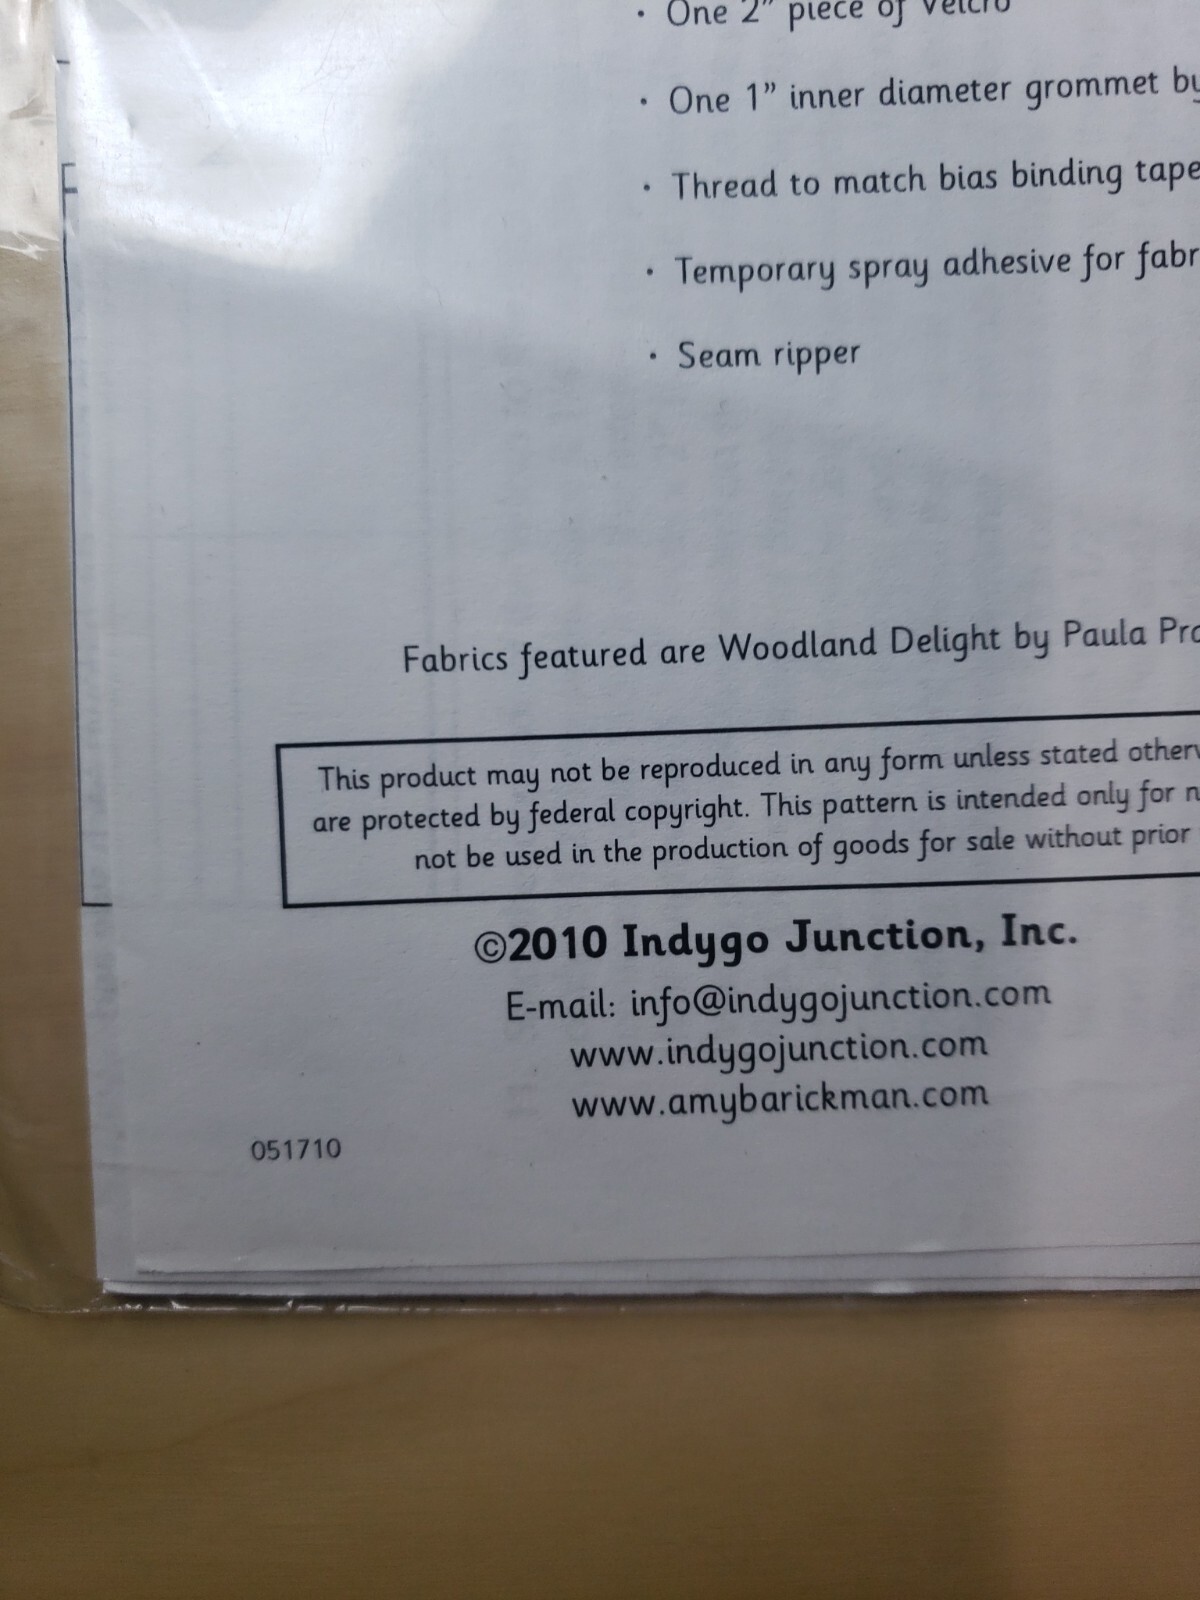 · One 2” piece of Velcro
· One 1” inner diameter grommet by
· Thread to match bias binding tape
· Temporary spray adhesive for fabr
· Seam ripper
Fabrics featured are Woodland Delight by Paula Pro
This product may not be reproduced in any form unless stated otherw
are protected by federal copyright. This pattern is intended only for n
not be used in the production of goods for sale without prior
©2010 Indygo Junction, Inc.
E-mail: info@indygojunction.com
www.indygojunction.com
www.amybarickman.com
051710